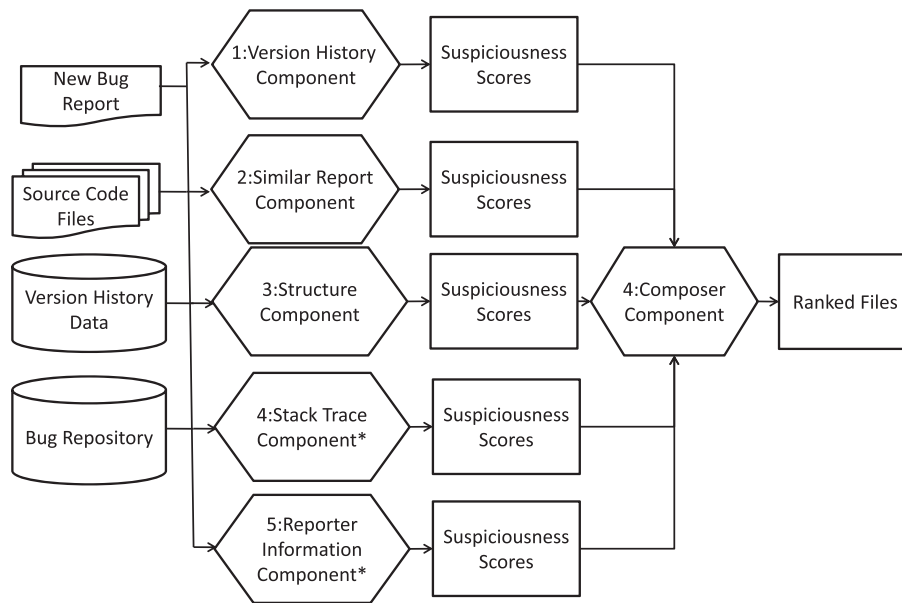 New Bug
Report
Source Code
Files
Version History
Data
Bug Repository
1:Version History
Component
2:Similar Report
Component
3:Structure
Component
4:Stack Trace
Component*
5:Reporter
Information
Component*
Suspiciousness
Scores
Suspiciousness
Scores
Suspiciousness
Scores
Suspiciousness
Scores
Suspiciousness
Scores
4:Composer
Component
Ranked Files